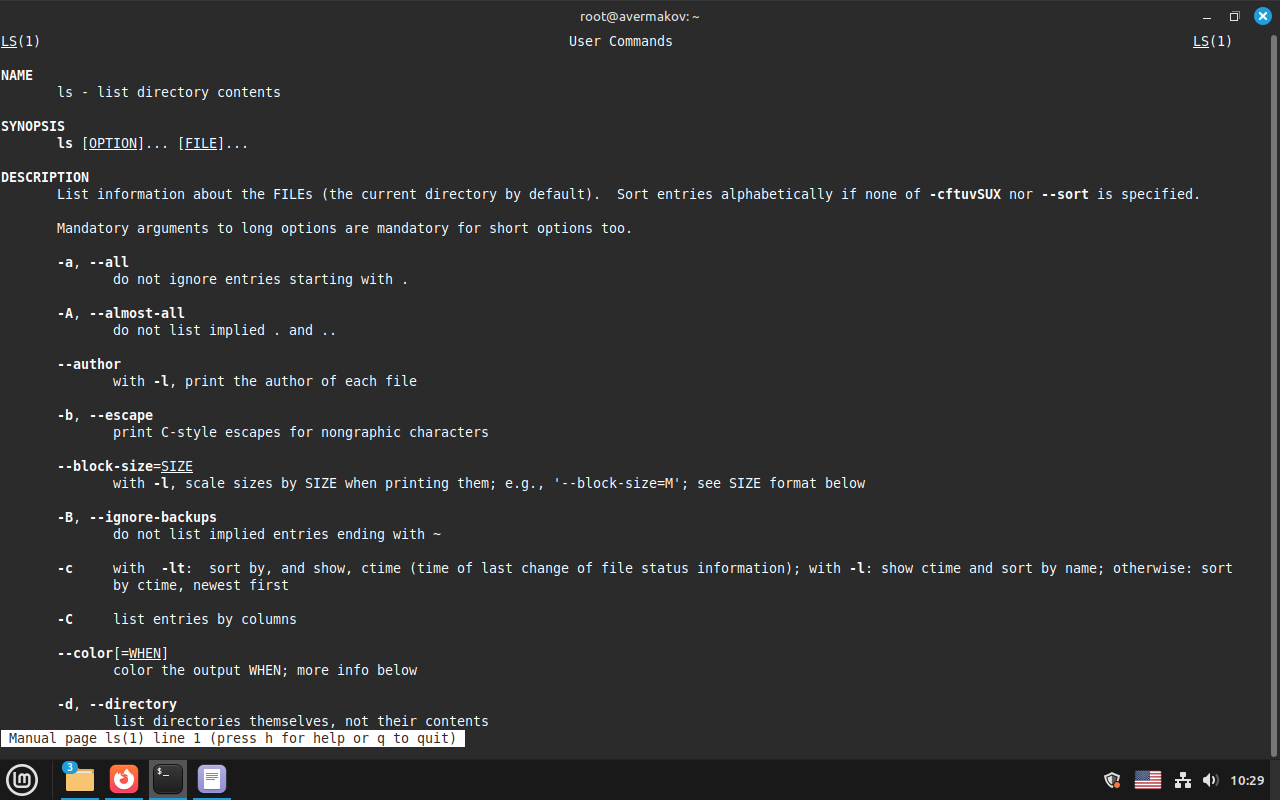 root@avermakov: ~
LS(1) User Commands LS(1)
NAME
ls - list directory contents
SYNOPSIS
ls [OPTION]... [FILE]...
DESCRIPTION
List information about the FILEs (the current directory by default).  Sort entries alphabetically if none of -cftuvSUX nor --sort is specified.
Mandatory arguments to long options are mandatory for short options too.
-a, --all
do not ignore entries starting with .
-A, --almost-all
do not list implied . and ..
--author
with -l, print the author of each file
-b, --escape
print C-style escapes for nongraphic characters
--block-size=SIZE
with -l, scale sizes by SIZE when printing them; e.g., '--block-size=M'; see SIZE format below
-B, --ignore-backups
do not list implied entries ending with ~
-c with  -lt:  sort by, and show, ctime (time of last change of file status information); with -l: show ctime and sort by name; otherwise: sort
by ctime, newest first
-C list entries by columns
--color[=WHEN]
color the output WHEN; more info below
-d, --directory
list directories themselves, not their contents
Manual page ls(1) line 1 (press h for help or q to quit)
3
$_
10:29